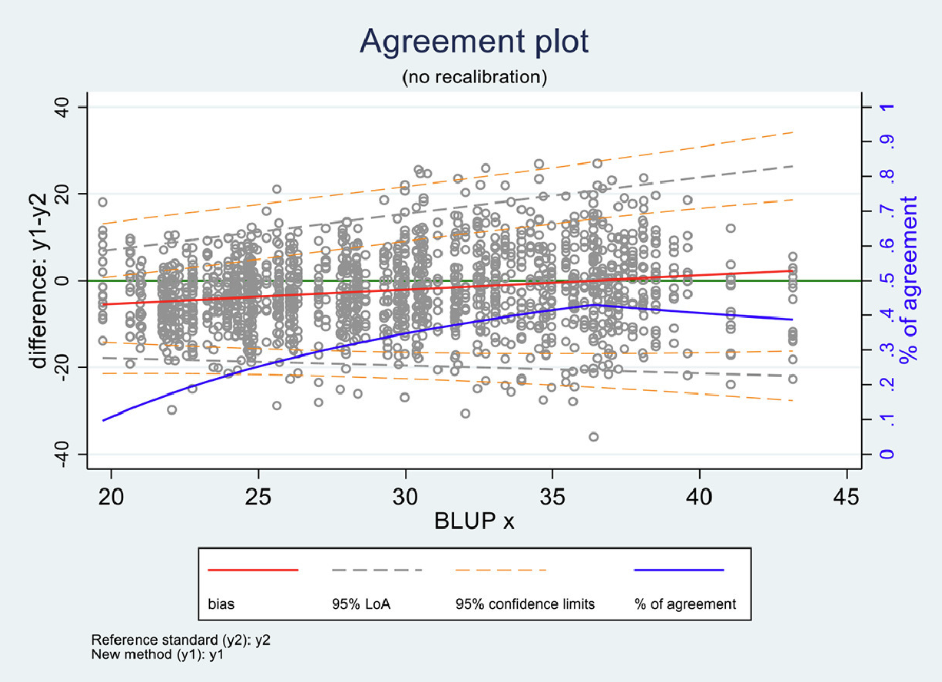 Agreement plot
(no recalibration)
difference: y1-y2
40
20
0
-20
-40
1
.9
.8
.7
.6
.5
.4
.3
.2
.1
0
% of agreement
20 25 30 35 40 45
BLUP x
bias 95% LoA 95% confidence limits % of agreement
Reference standard (y2): y2
New method (y1): y1